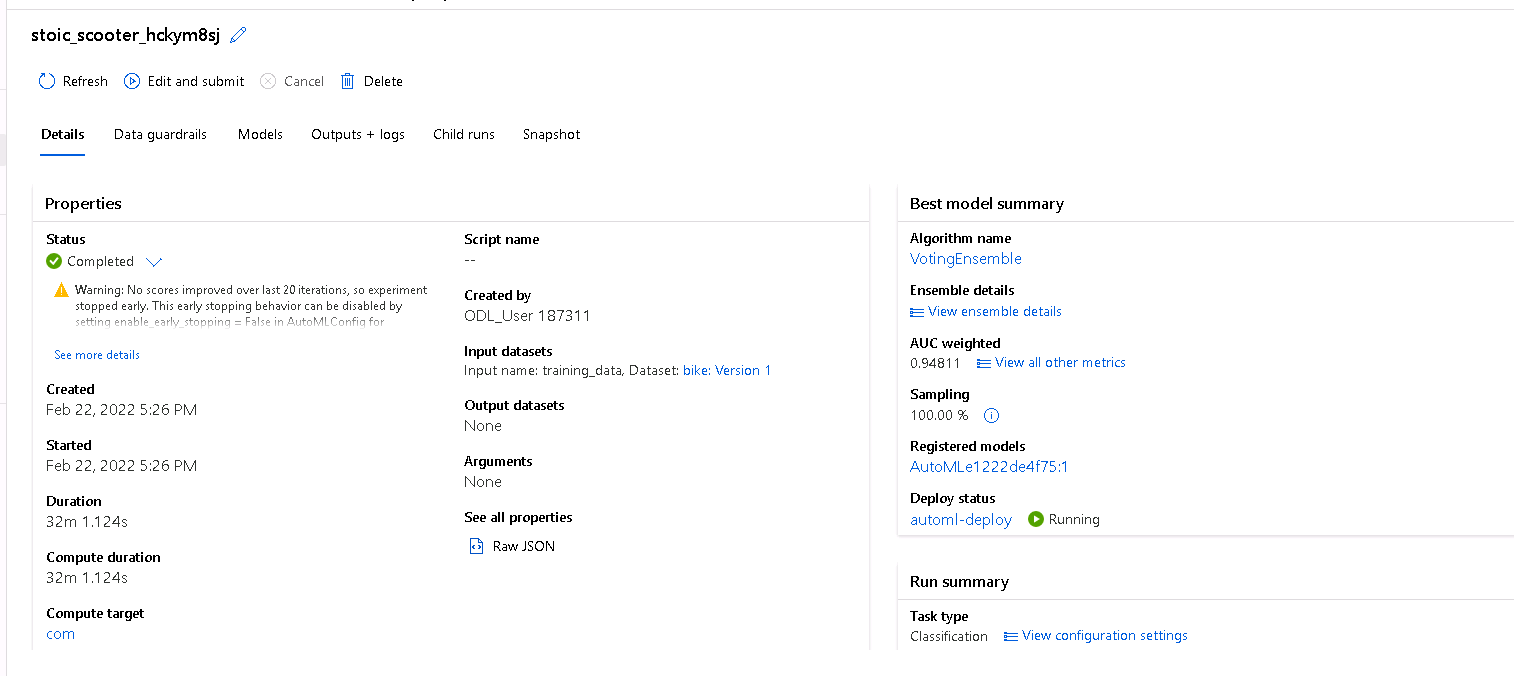 stoic_scooter_hckym8sj
Refresh Edit and submit Cancel Delete
Details Data guardrails Models Outputs + logs Child runs Snapshot
Properties
Status
Completed
Warning: No scores improved over last 20 iterations, so experiment
stopped early. This early stopping behavior can be disabled by
setting enable_early_stopping = False in AutoMLConfig for
See more details
Created
Feb 22, 2022 5:26 PM
Started
Feb 22, 2022 5:26 PM
Duration
32m 1.124s
Compute duration
32m 1.124s
Compute target
com
Script name
--
Created by
ODL_User 187311
Input datasets
Input name: training_data, Dataset: bike: Version 1
Output datasets
None
Arguments
None
See all properties
Raw JSON
Best model summary
Algorithm name
VotingEnsemble
Ensemble details
View ensemble details
AUC weighted
0.94811 View all other metrics
Sampling
100.00 %
Registered models
AutoMLe1222de4f75:1
Deploy status
automl-deploy Running
Run summary
Task type
Classification View configuration settings